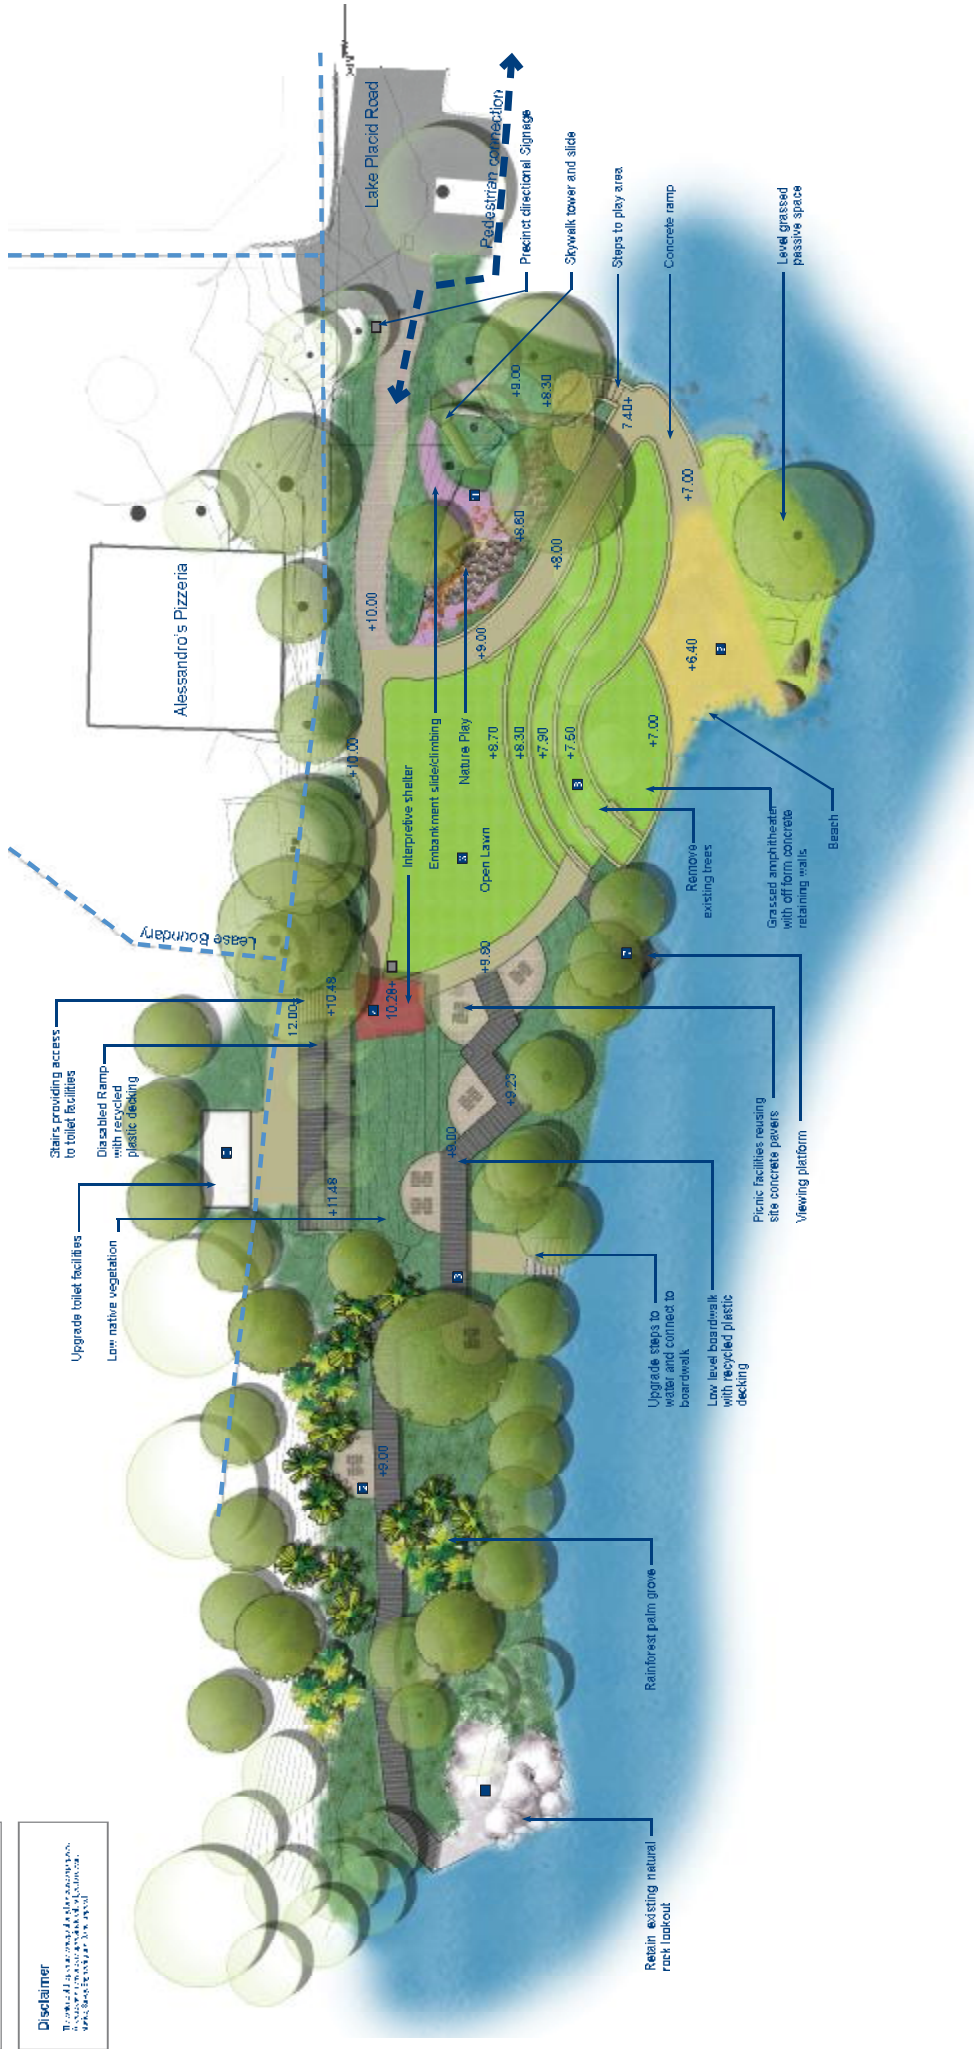 Lake Placid Road
Pedestrian connection
Precinct directional Signage
Skywalk tower and slide
Steps to play area
Concrete ramp
Level grassed
passive space
Alessandro's Pizzeria
+9.00
+8.30
7.40+
+7.00
+10.00
+8.60
+8.00
+9.00
+6.40
+10.00
+8.70
+8.30
+7.90
+7.50
+7.00
Interpretive shelter
Embankment slide/climbing
Nature Play
Open Lawn
3
3
Remove
existing trees
Grassed amphitheater
with off form concrete
retaining walls
Beach
Lease Boundary
Stairs providing access
to toilet facilities
Diasabled Ramp
with recycled
plastic decking
12.00+
+10.48
10.28+
+9.80
+9.25
+9.00
+11.48
Upgrade toilet facilities
Low native vegetation
Picnic facilities reusing
site concrete pavers
Viewing platform
3
Upgrade steps to
water and connect to
boardwalk
Low level boardwalk
with recycled plastic
decking
2
+9.00
Rainforest palm grove
Retain existing natural
rock lookout
Disclaimer